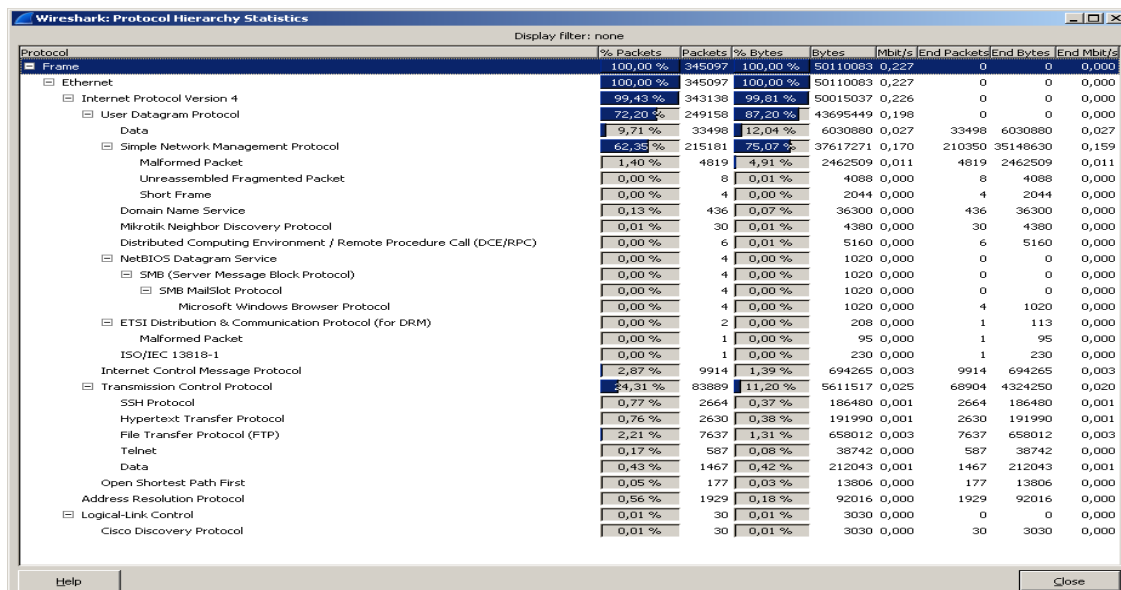 Wireshark: Protocol Hierarchy Statistics
Display filter: none
Protocol % Packets Packets % Bytes Bytes Mbit/s End Packets End Bytes End Mbit/s
Frame 100,00 % 345097 100,00 % 50110083 0,227 0 0 0,000
Ethernet 100,00 % 345097 100,00 % 50110083 0,227 0 0 0,000
Internet Protocol Version 4 99,43 % 343138 99,81 % 50015037 0,226 0 0 0,000
User Datagram Protocol 72,20 % 249158 87,20 % 43695449 0,198 0 0 0,000
Data 9,71 % 33498 12,04 % 6030880 0,027 33498 6030880 0,027
Simple Network Management Protocol 62,35 % 215181 75,07 % 37617271 0,170 210350 35148630 0,159
Malformed Packet 1,40 % 4819 4,91 % 2462509 0,011 4819 2462509 0,011
Unreassembled Fragmented Packet 0,00 % 8 0,01 % 4088 0,000 8 4088 0,000
Short Frame 0,00 % 4 0,00 % 2044 0,000 4 2044 0,000
Domain Name Service 0,13 % 436 0,07 % 36300 0,000 436 36300 0,000
Mikrotik Neighbor Discovery Protocol 0,01 % 30 0,01 % 4380 0,000 30 4380 0,000
Distributed Computing Environment / Remote Procedure Call (DCE/RPC) 0,00 % 6 0,01 % 5160 0,000 6 5160 0,000
NetBIOS Datagram Service 0,00 % 4 0,00 % 1020 0,000 0 0 0,000
SMB (Server Message Block Protocol) 0,00 % 4 0,00 % 1020 0,000 0 0 0,000
SMB MailSlot Protocol 0,00 % 4 0,00 % 1020 0,000 0 0 0,000
Microsoft Windows Browser Protocol 0,00 % 4 0,00 % 1020 0,000 4 1020 0,000
ETSI Distribution & Communication Protocol (for DRM) 0,00 % 2 0,00 % 208 0,000 1 113 0,000
Malformed Packet 0,00 % 1 0,00 % 95 0,000 1 95 0,000
ISO/IEC 13818-1 0,00 % 1 0,00 % 230 0,000 1 230 0,000
Internet Control Message Protocol 2,87 % 9914 1,39 % 694265 0,003 9914 694265 0,003
Transmission Control Protocol 24,31 % 83889 11,20 % 5611517 0,025 68904 4324250 0,020
SSH Protocol 0,77 % 2664 0,37 % 186480 0,001 2664 186480 0,001
Hypertext Transfer Protocol 0,76 % 2630 0,38 % 191990 0,001 2630 191990 0,001
File Transfer Protocol (FTP) 2,21 % 7637 1,31 % 658012 0,003 7637 658012 0,003
Telnet 0,17 % 587 0,08 % 38742 0,000 587 38742 0,000
Data 0,43 % 1467 0,42 % 212043 0,001 1467 212043 0,001
Open Shortest Path First 0,05 % 177 0,03 % 13806 0,000 177 13806 0,000
Address Resolution Protocol 0,56 % 1929 0,18 % 92016 0,000 1929 92016 0,000
Logical-Link Control 0,01 % 30 0,01 % 3030 0,000 0 0 0,000
Cisco Discovery Protocol 0,01 % 30 0,01 % 3030 0,000 30 3030 0,000
Help Close